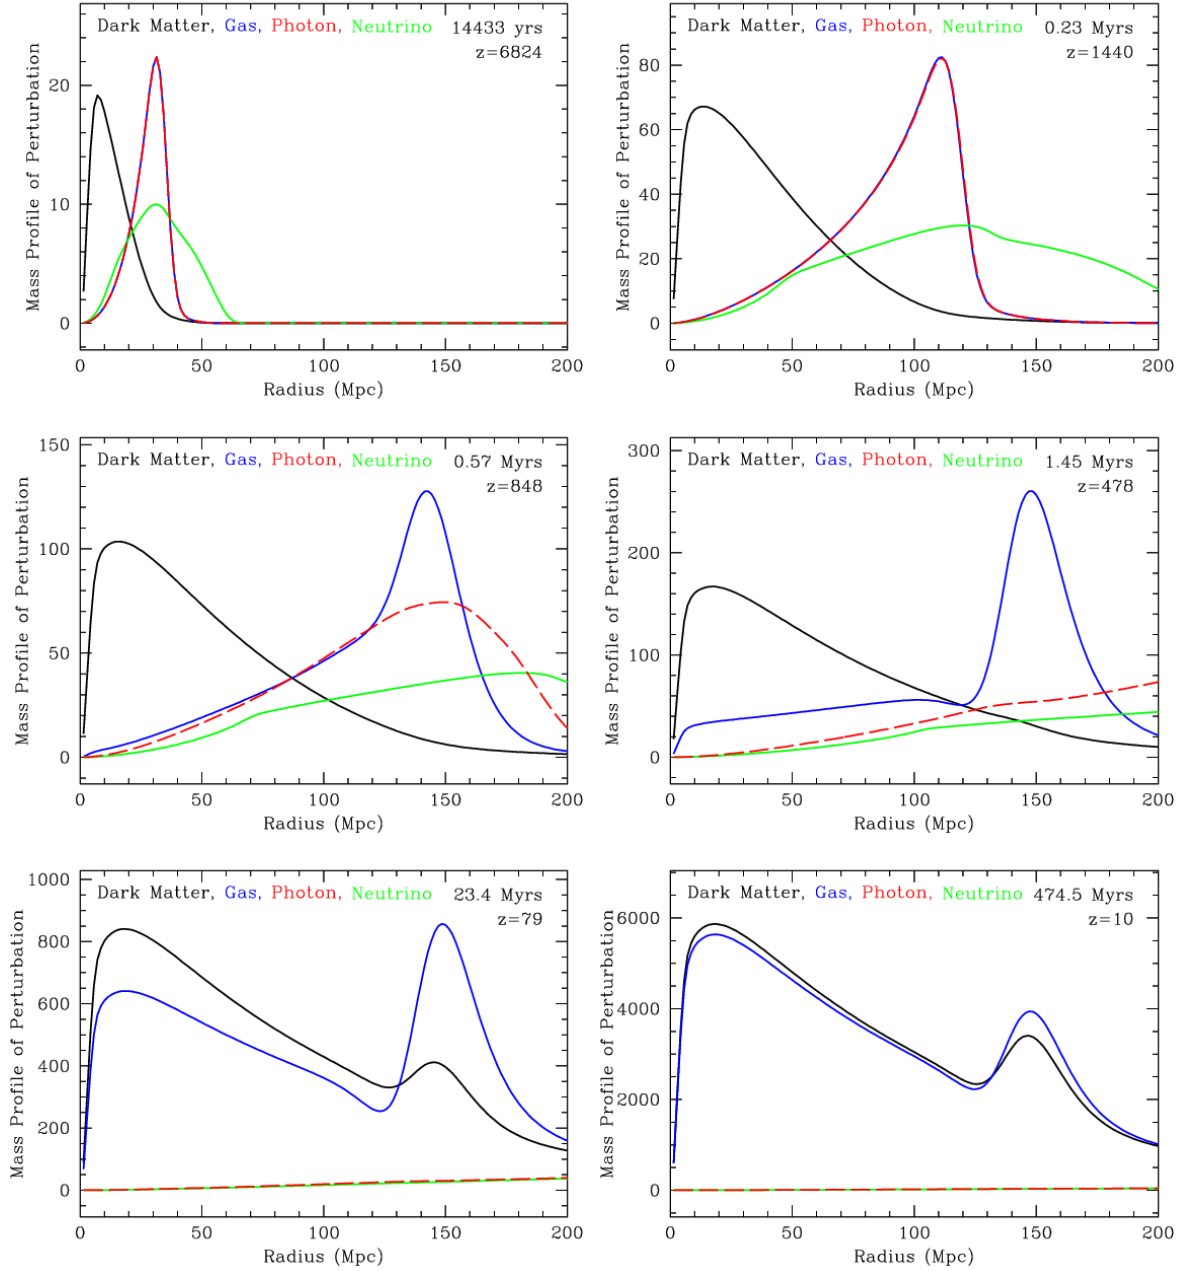 Dark Matter, Gas, Photon, Neutrino 14433 yrs
z=6824
Mass Profile of Perturbation
20
10
0
0 50 100 150 200
Radius (Mpc)
Dark Matter, Gas, Photon, Neutrino 0.23 Myrs
z=1440
Mass Profile of Perturbation
80
60
40
20
0
0 50 100 150 200
Radius (Mpc)
Dark Matter, Gas, Photon, Neutrino 0.57 Myrs
z=848
Mass Profile of Perturbation
150
100
50
0
0 50 100 150 200
Radius (Mpc)
Dark Matter, Gas, Photon, Neutrino 1.45 Myrs
z=478
Mass Profile of Perturbation
300
200
100
0
0 50 100 150 200
Radius (Mpc)
Dark Matter, Gas, Photon, Neutrino 23.4 Myrs
z=79
Mass Profile of Perturbation
1000
800
600
400
200
0
0 50 100 150 200
Radius (Mpc)
Dark Matter, Gas, Photon, Neutrino 474.5 Myrs
z=10
Mass Profile of Perturbation
6000
4000
2000
0
0 50 100 150 200
Radius (Mpc)